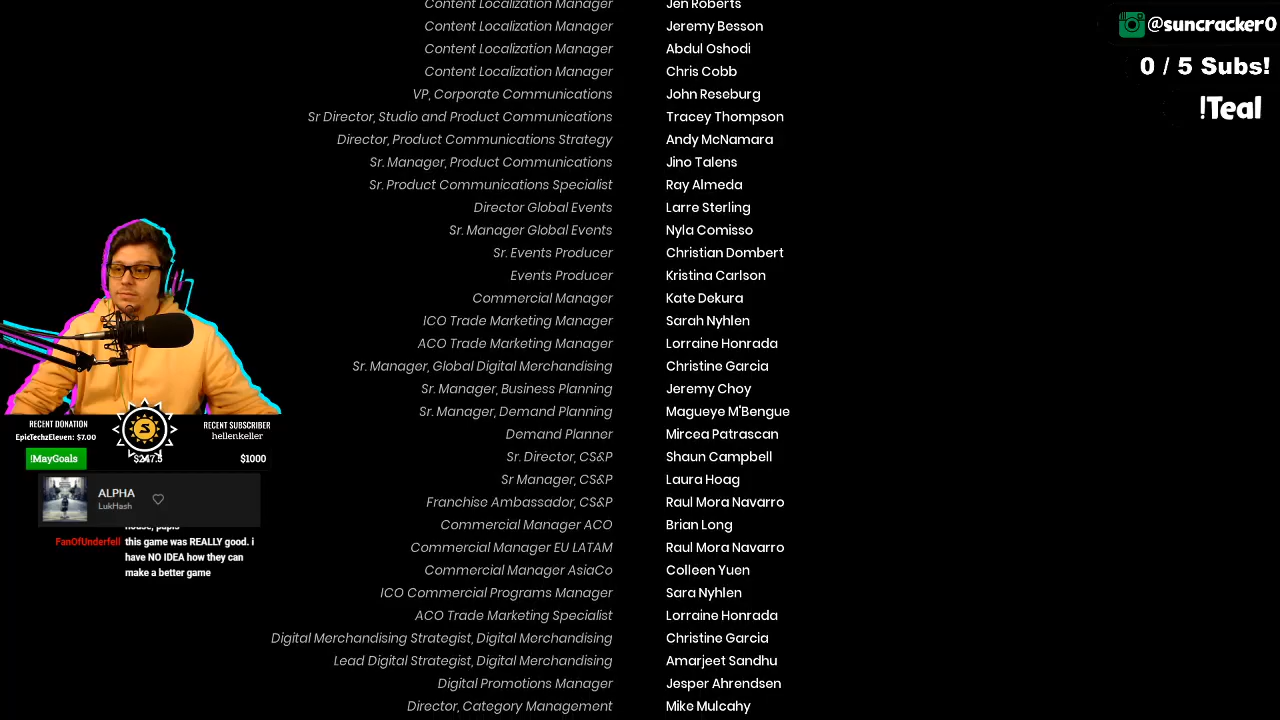 Content Localization Manager Jen Roberts
Content Localization Manager Jeremy Besson
Content Localization Manager Abdul Oshodi
Content Localization Manager Chris Cobb
VP, Corporate Communications John Reseburg
Sr Director, Studio and Product Communications Tracey Thompson
Director, Product Communications Strategy Andy McNamara
Sr. Manager, Product Communications Jino Talens
Sr. Product Communications Specialist Ray Almeda
Director Global Events Larre Sterling
Sr. Manager Global Events Nyla Comisso
Sr. Events Producer Christian Dombert
Events Producer Kristina Carlson
Commercial Manager Kate Dekura
ICO Trade Marketing Manager Sarah Nyhlen
ACO Trade Marketing Manager Lorraine Honrada
Sr. Manager, Global Digital Merchandising Christine Garcia
Sr. Manager, Business Planning Jeremy Choy
Sr. Manager, Demand Planning Magueye M'Bengue
Demand Planner Mircea Patrascan
Sr. Director, CS&P Shaun Campbell
Sr Manager, CS&P Laura Hoag
Franchise Ambassador, CS&P Raul Mora Navarro
Commercial Manager ACO Brian Long
Commercial Manager EU LATAM Raul Mora Navarro
Commercial Manager AsiaCo Colleen Yuen
ICO Commercial Programs Manager Sara Nyhlen
ACO Trade Marketing Specialist Lorraine Honrada
Digital Merchandising Strategist, Digital Merchandising Christine Garcia
Lead Digital Strategist, Digital Merchandising Amarjeet Sandhu
Digital Promotions Manager Jesper Ahrendsen
Director, Category Management Mike Mulcahy
@suncracker0
0 / 5 Subs!
!Teal
RECENT DONATION
EpicTechzEleven: $7.00
S
RECENT SUBSCRIBER
hellenkeller
!MayGoals $247.5 $1000
ALPHA
LukHash
house, pupis
FanOfUnderfell this game was REALLY good. i
have NO IDEA how they can
make a better game